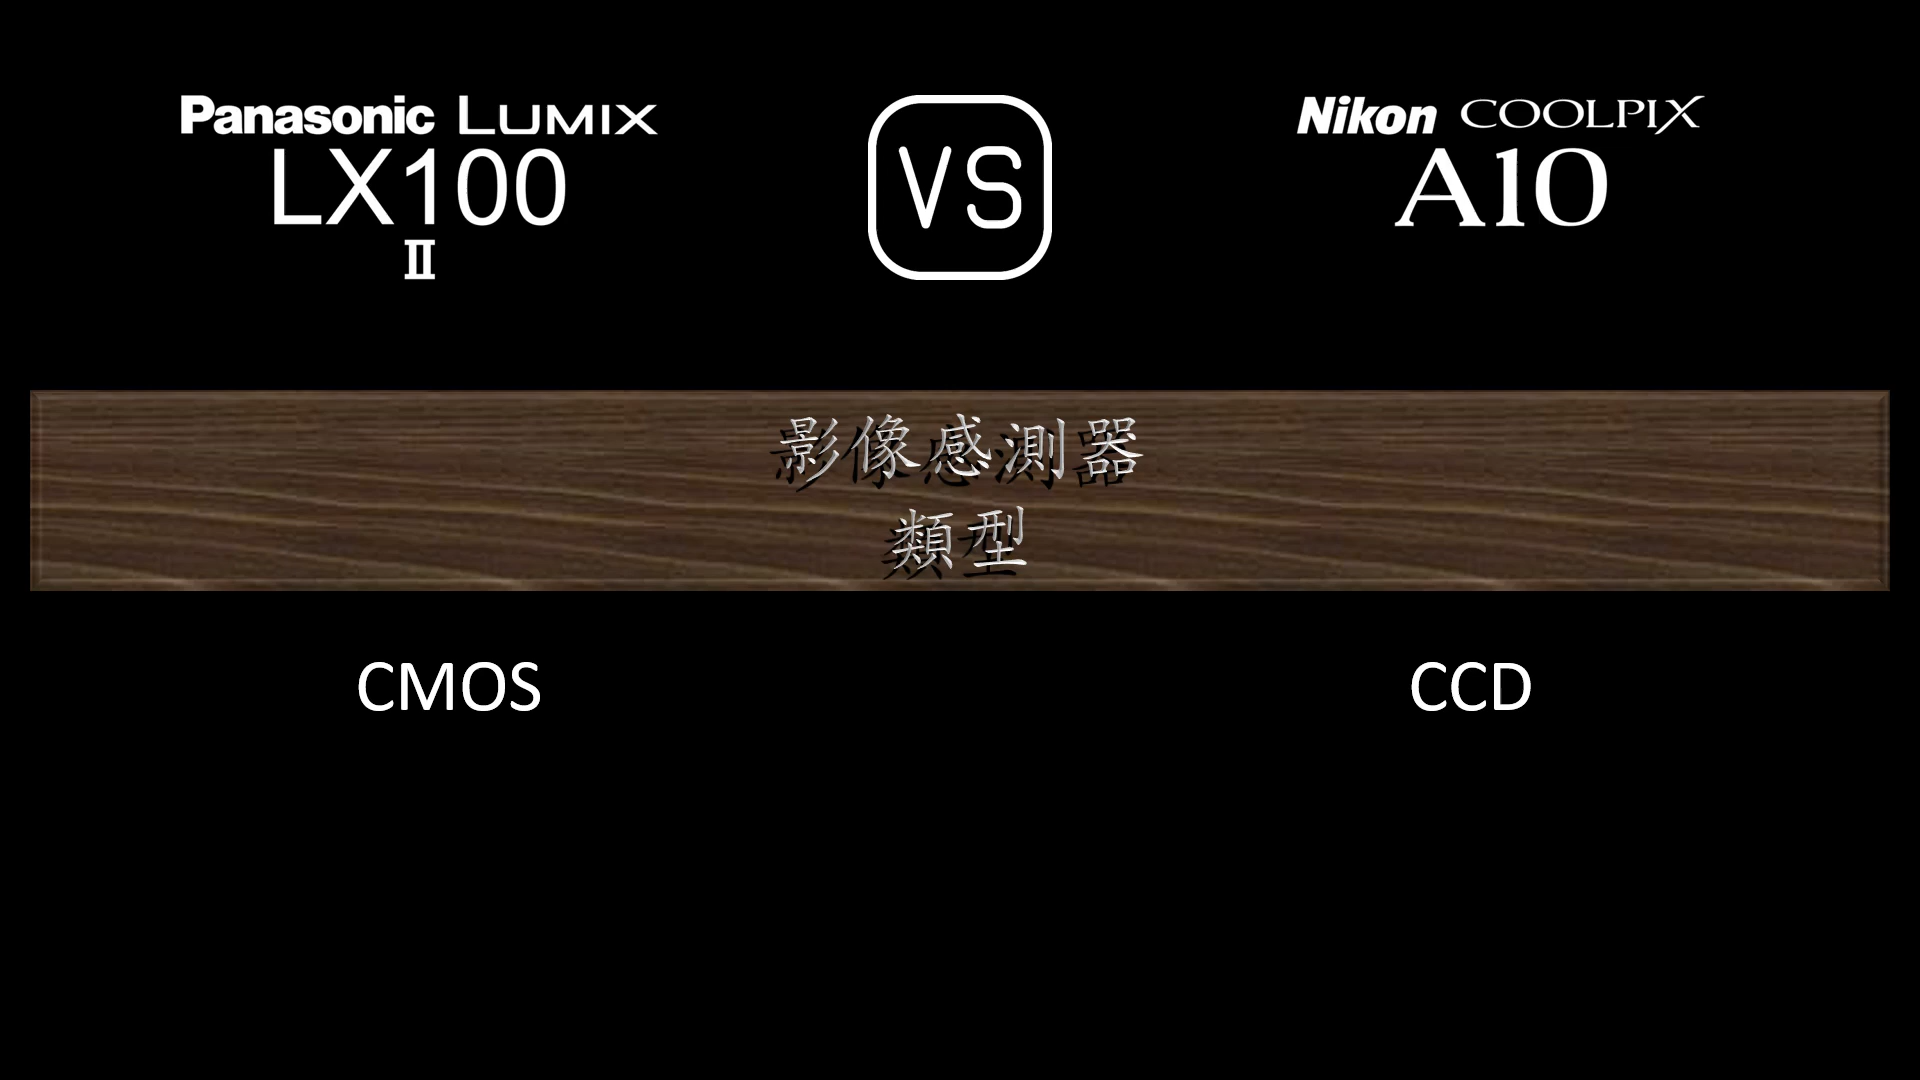 Panasonic LUMIX
LX100
II
VS
Nikon COOLPIX
A10
影像感測器
類型
CMOS
CCD